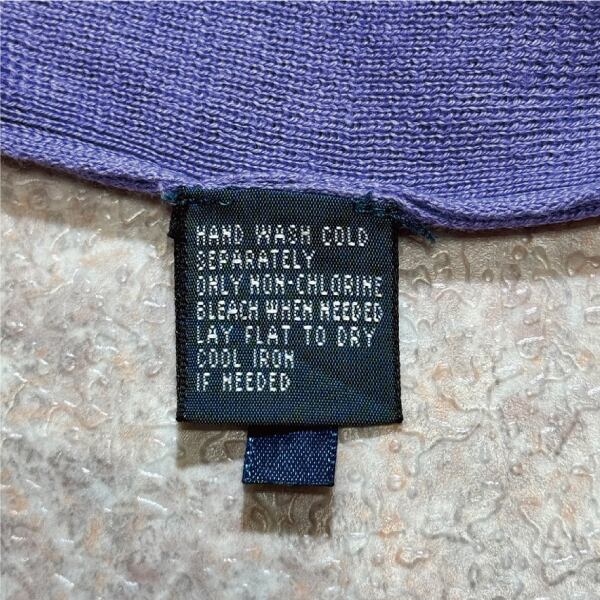 HAND WASH COLD
SEPARATELY
ONLY NON-CHLORINE
BLEACH WHEN NEEDED
LAY FLAT TO DRY
COOL IRON
IF NEEDED